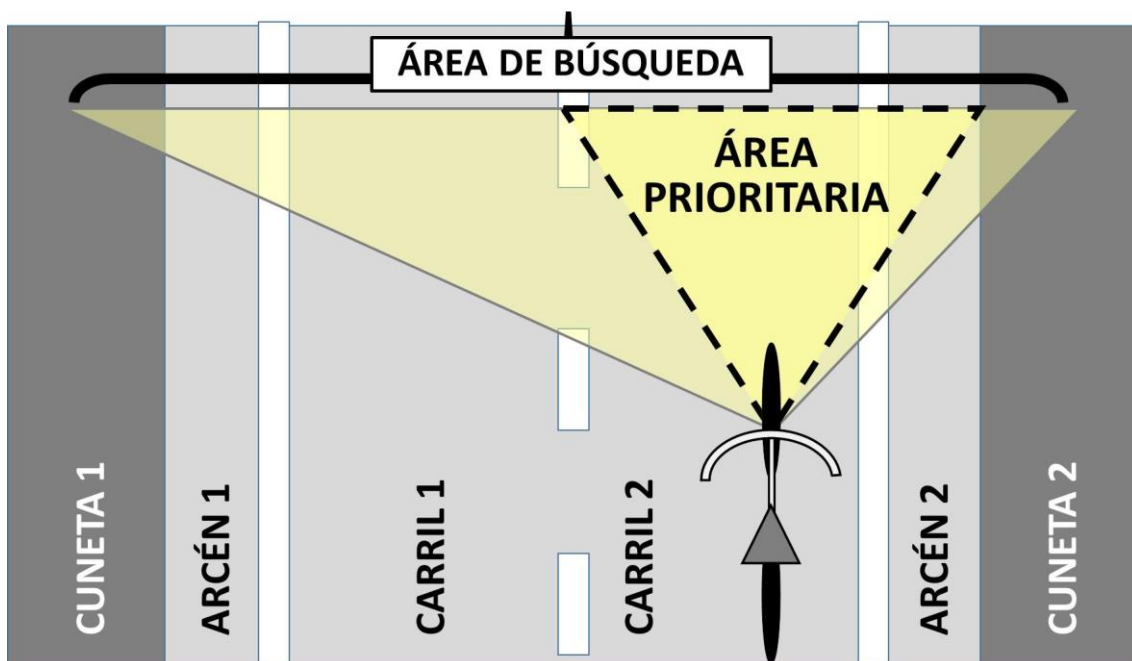 ÁREA DE BÚSQUEDA
ÁREA
PRIORITARIA
CUNETA 1
ARCÉN 1
CARRIL 1
CARRIL 2
ARCÉN 2
CUNETA 2